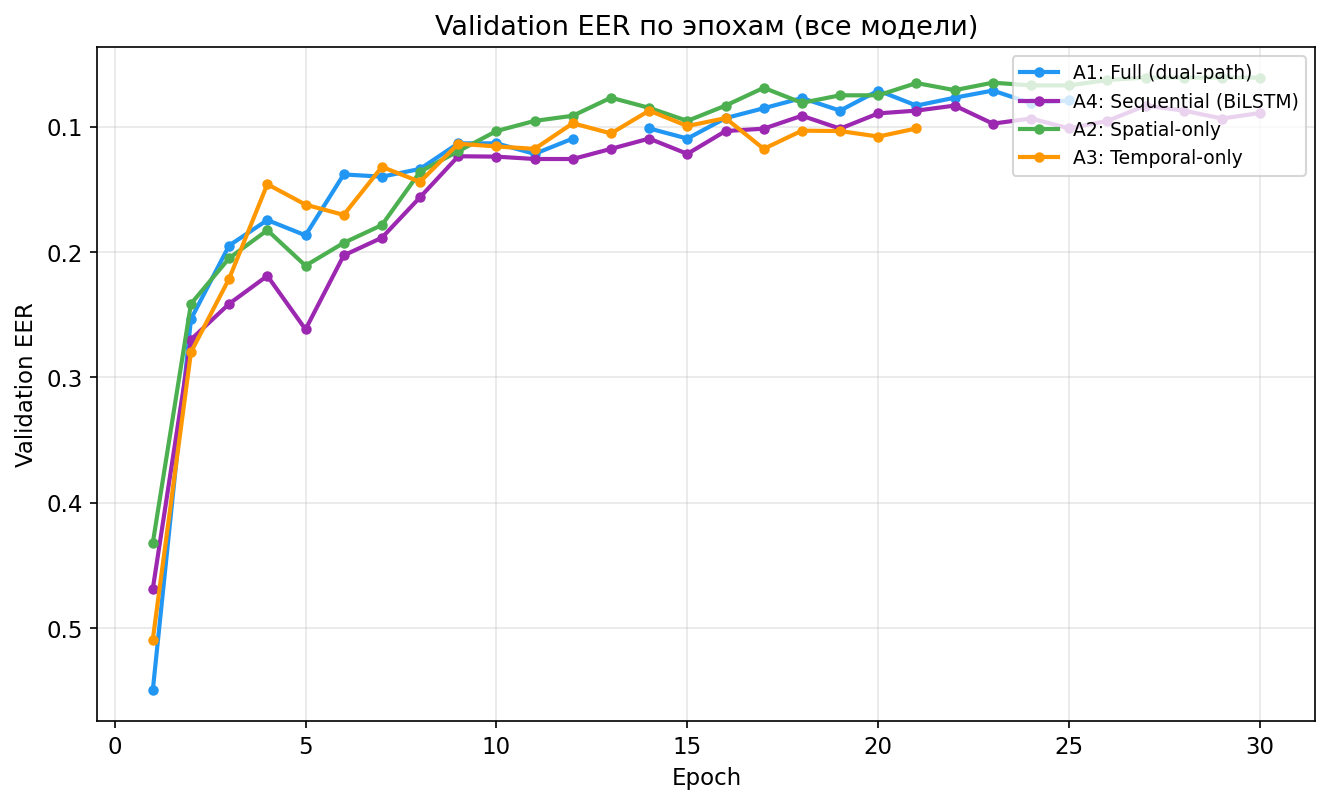 Validation EER по эпохам (все модели)
A1: Full (dual-path)
A4: Sequential (BiLSTM)
A2: Spatial-only
A3: Temporal-only
Validation EER
0.1
0.2
0.3
0.4
0.5
0
5
10
15
20
25
30
Epoch